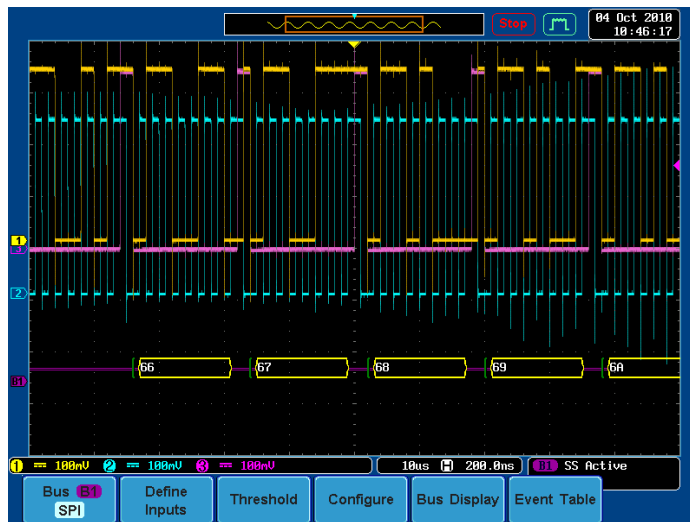 Stop
04 Oct 2010
10:46:17
1
2
66 67 68 69 6A
B1
1 100mV 2 100mV 3 100mV 10us H 200.0ns B1 SS Active
Bus B1 SPI
Define Inputs
Threshold
Configure
Bus Display
Event Table